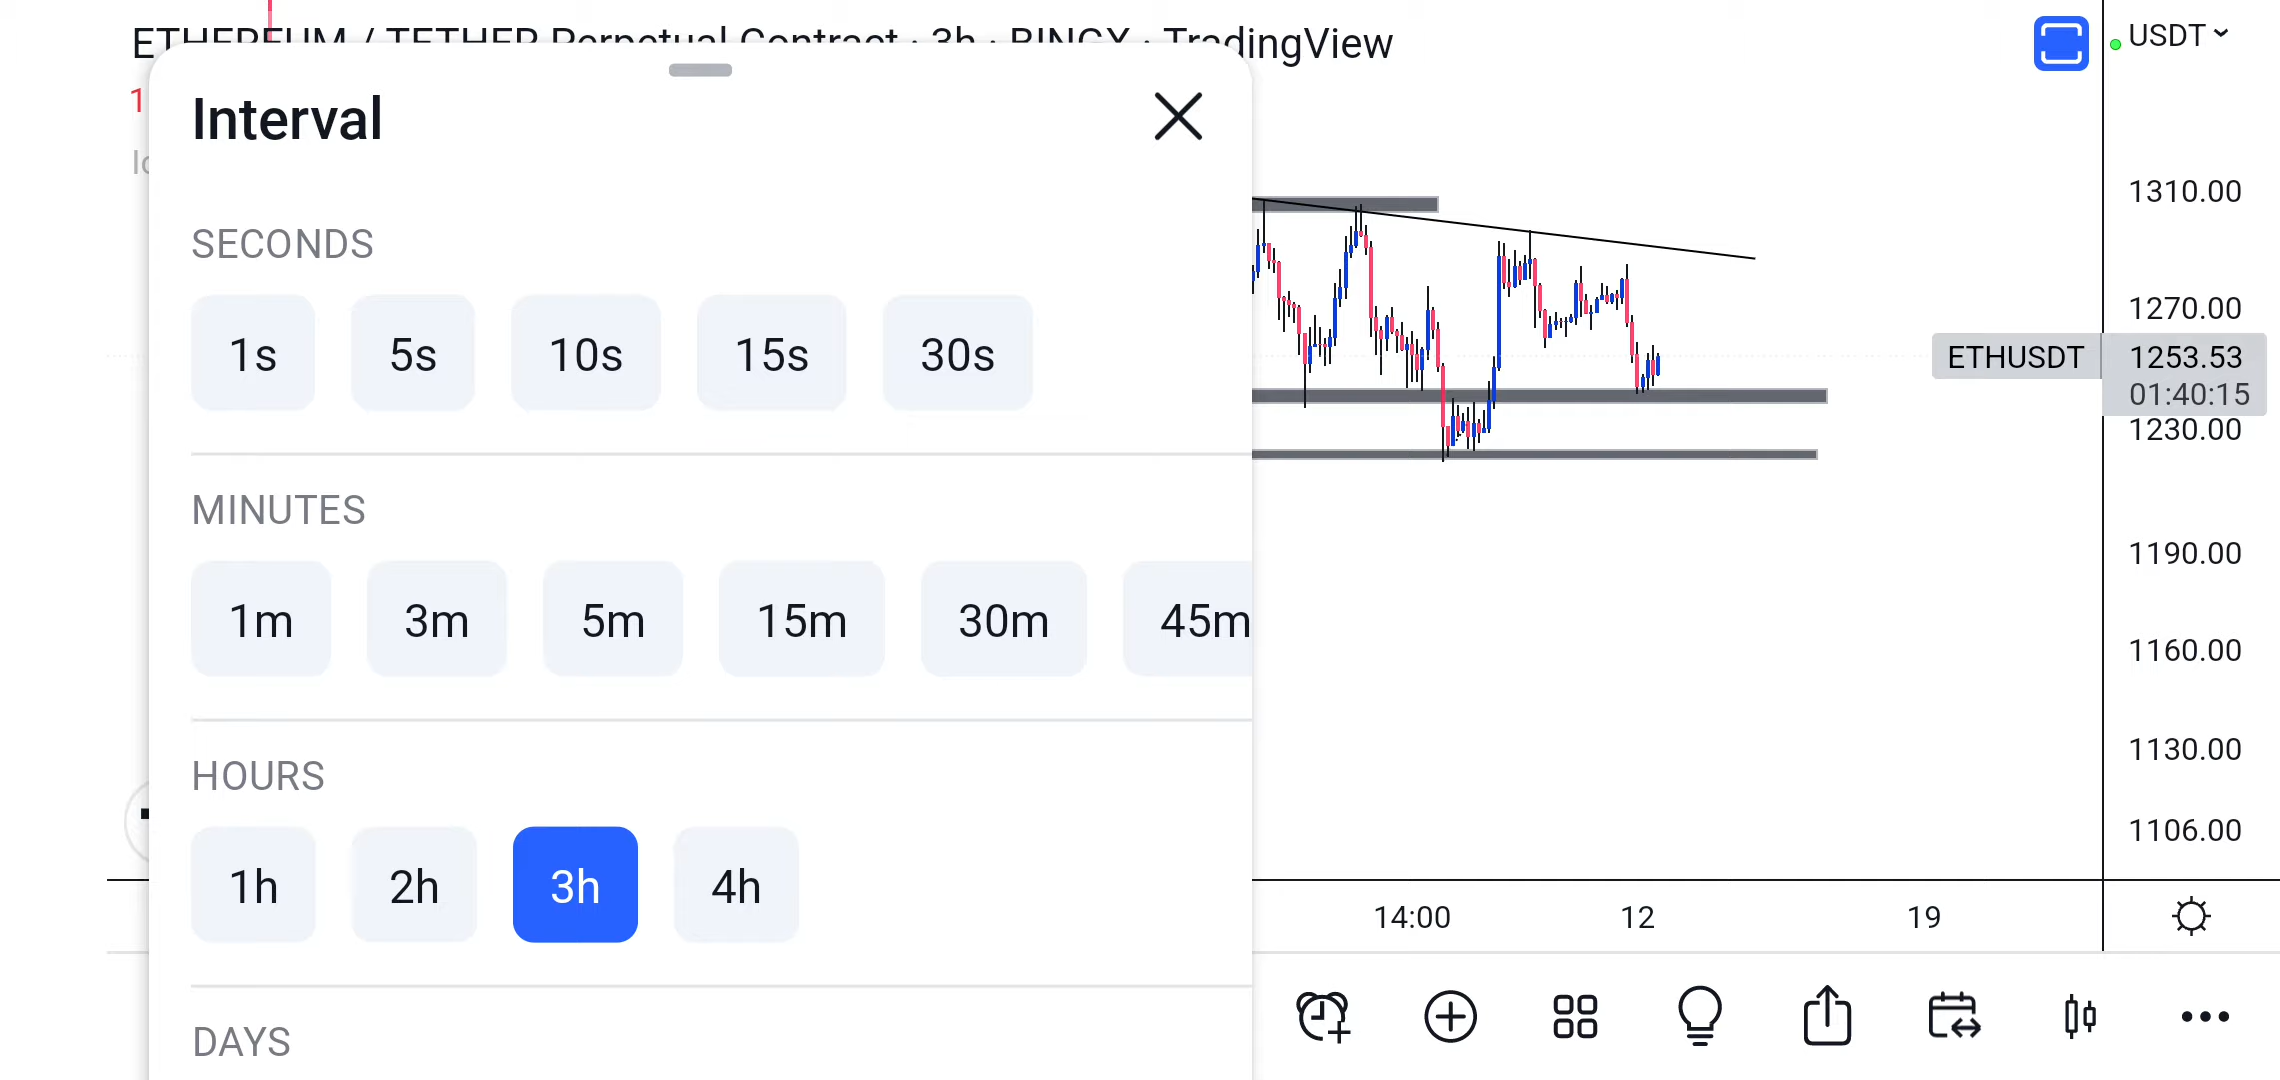 ETHEREUM / TETHER Perpetual Contract · 3h · BINGX · TradingView
USDT
1
Interval
SECONDS
1s 5s 10s 15s 30s
MINUTES
1m 3m 5m 15m 30m 45m
HOURS
1h 2h 3h 4h
DAYS
1310.00
1270.00
ETHUSDT 1253.53
01:40:15
1230.00
1190.00
1160.00
1130.00
1106.00
14:00 12 19